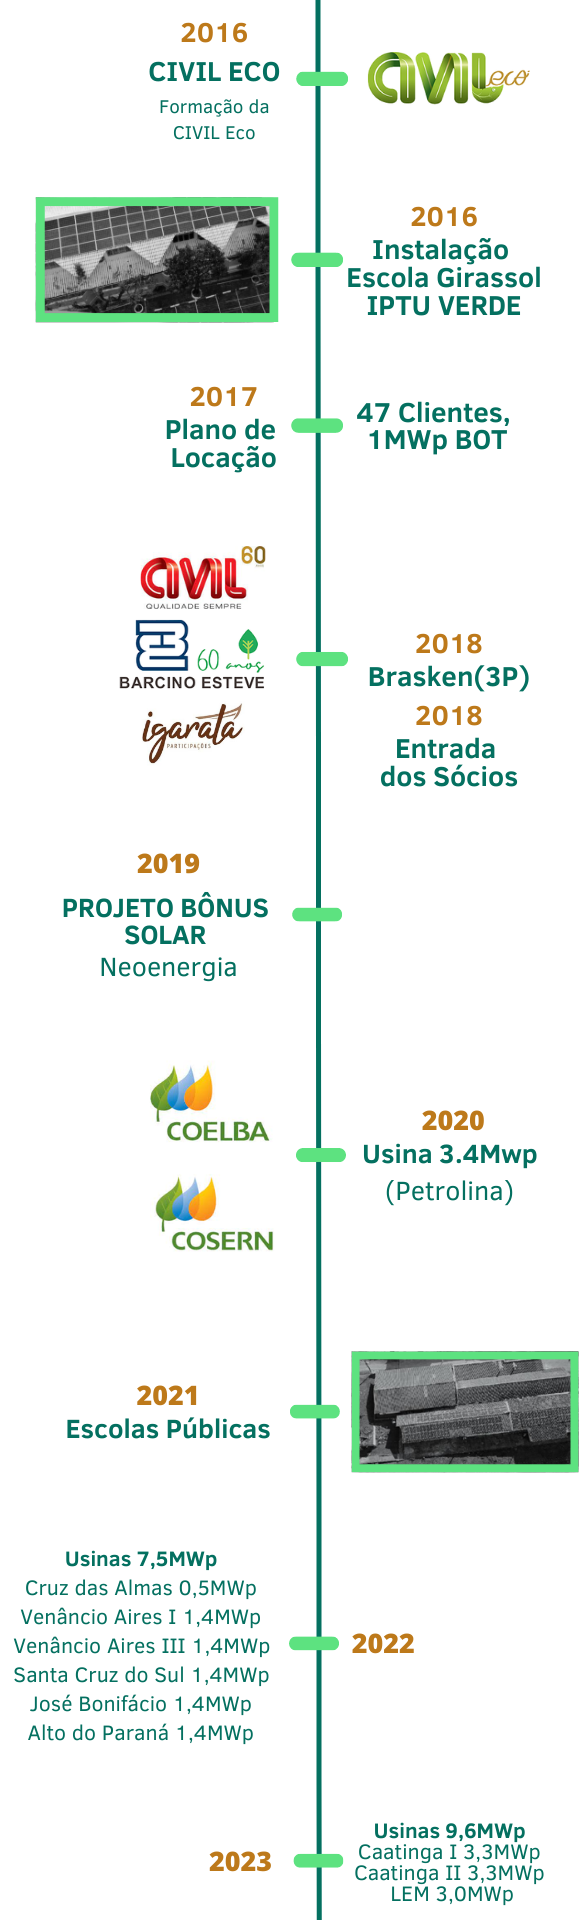 2016
CIVIL ECO
Formação da
CIVIL Eco
CIVIL eco
2016
Instalação
Escola Girassol
IPTU VERDE
2017
Plano de
Locação
47 Clientes,
1MWp BOT
CIVIL 60
QUALIDADE SEMPRE
60 anos
BARCINO ESTEVE
igarata
PARTICIPAÇÕES
2018
Brasken(3P)
2018
Entrada
dos Sócios
2019
PROJETO BÔNUS
SOLAR
Neoenergia
COELBA
COSERN
2020
Usina 3.4Mwp
(Petrolina)
2021
Escolas Públicas
Usinas 7,5MWp
Cruz das Almas 0,5MWp
Venâncio Aires I 1,4MWp
Venâncio Aires III 1,4MWp
Santa Cruz do Sul 1,4MWp
José Bonifácio 1,4MWp
Alto do Paraná 1,4MWp
2022
2023
Usinas 9,6MWp
Caatinga I 3,3MWp
Caatinga II 3,3MWp
LEM 3,0MWp